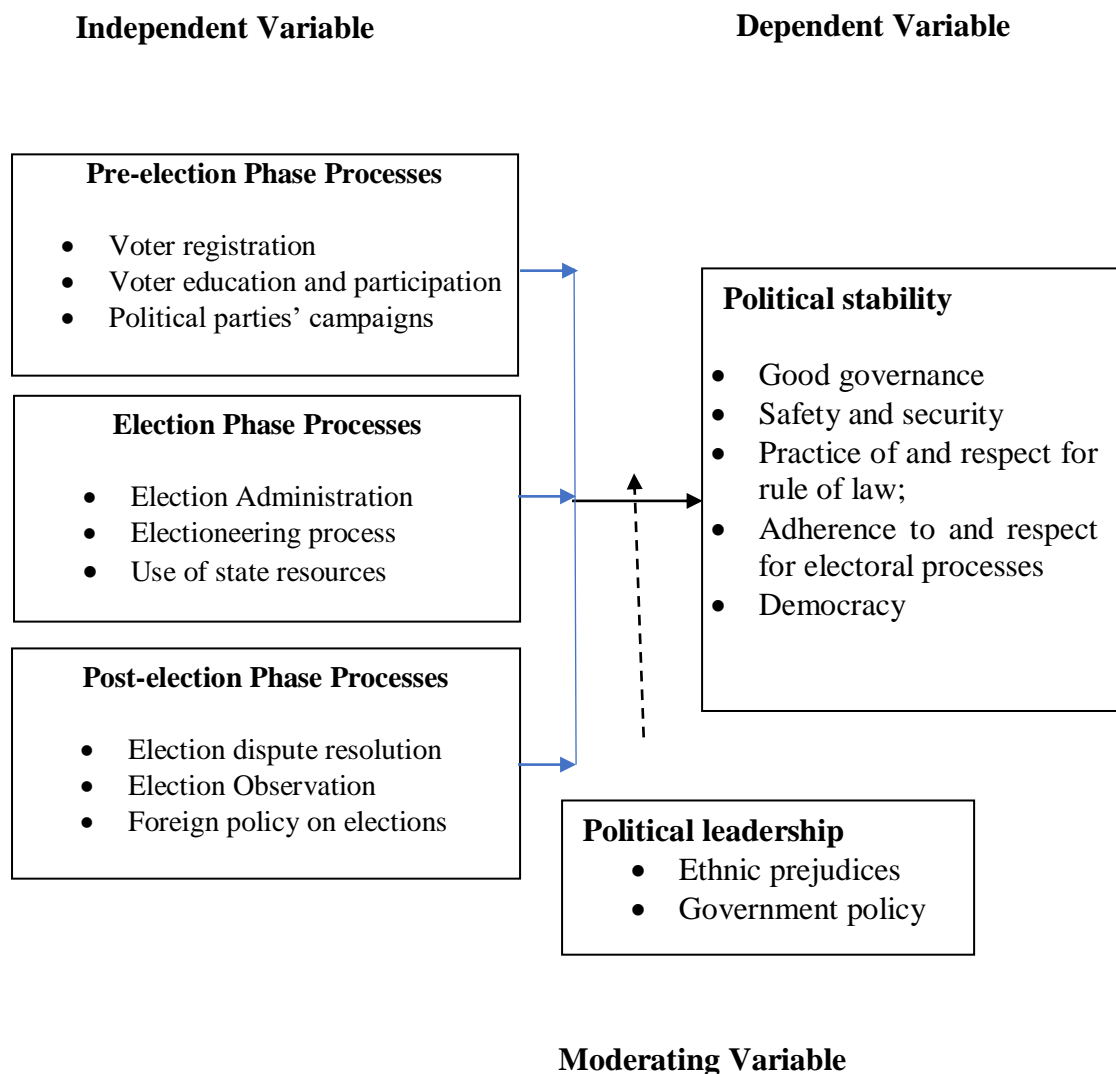 Independent Variable
Dependent Variable
Pre-election Phase Processes
• Voter registration
• Voter education and participation
• Political parties’ campaigns
Election Phase Processes
• Election Administration
• Electioneering process
• Use of state resources
Post-election Phase Processes
• Election dispute resolution
• Election Observation
• Foreign policy on elections
Political stability
• Good governance
• Safety and security
• Practice of and respect for
rule of law;
• Adherence to and respect
for electoral processes
• Democracy
Political leadership
• Ethnic prejudices
• Government policy
Moderating Variable